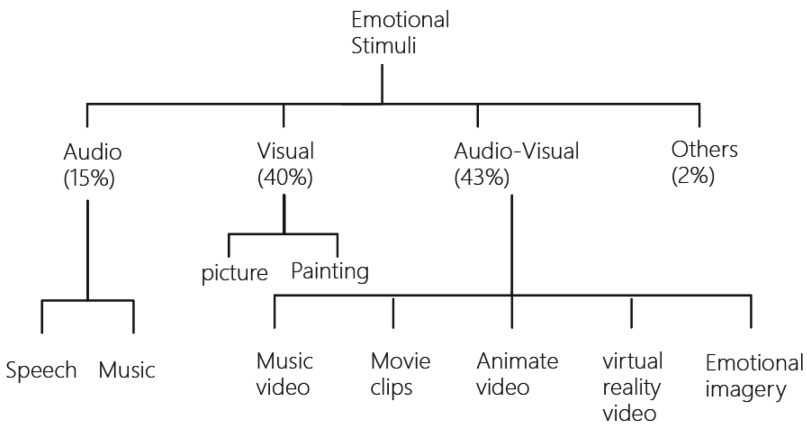 Emotional
Stimuli
Audio
(15%)
Visual
(40%)
Audio-Visual
(43%)
Others
(2%)
picture
Painting
Speech
Music
Music
video
Movie
clips
Animate
video
virtual
reality
video
Emotional
imagery